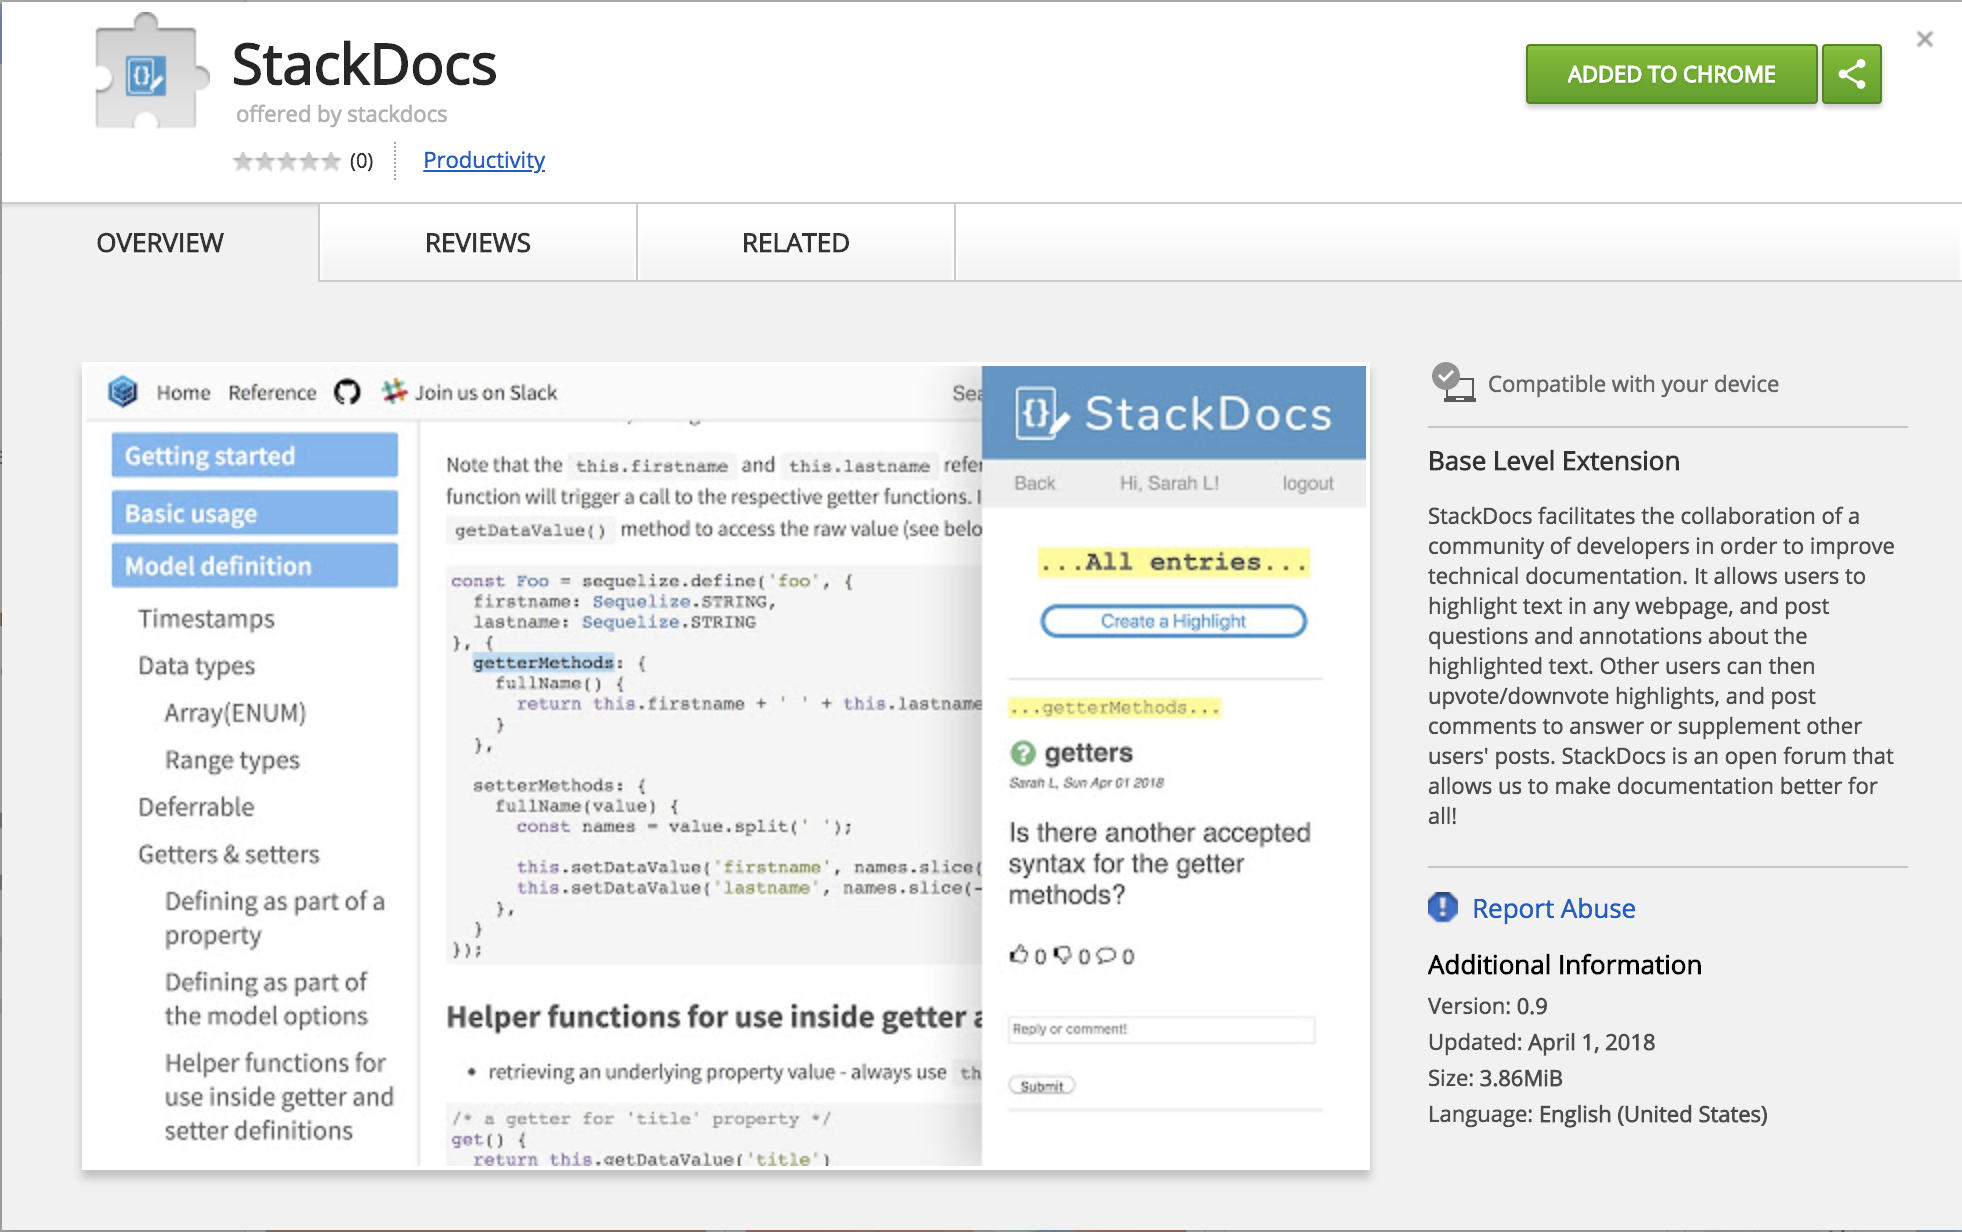 StackDocs
offered by stackdocs
(0)
Productivity
ADDED TO CHROME
OVERVIEW
REVIEWS
RELATED
Home Reference Join us on Slack
Getting started
Basic usage
Model definition
Timestamps
Data types
Array(ENUM)
Range types
Deferrable
Getters & setters
Defining as part of a
property
Defining as part of
the model options
Helper functions for
use inside getter and
setter definitions
Note that the this.firstname and this.lastname
function will trigger a call to the respective getter functions.
getDataValue() method to access the raw value (see
const Foo = sequelize.define('foo', {
firstname: Sequelize.STRING,
lastname: Sequelize.STRING
}, {
getterMethods: {
fullName() {
return this.firstname + ' ' + this.lastname
}
},
setterMethods: {
fullName(value) {
const names = value.split(' ');
this.setDataValue('firstname', names.slice(
this.setDataValue('lastname', names.slice(-
},
}
});
Helper functions for use inside getter
• retrieving an underlying property value - always use
/* a getter for 'title' property */
get() {
return this.getDataValue('title')
{} StackDocs
Back Hi, Sarah L! logout
...All entries...
Create a Highlight
...getterMethods...
? getters
Sarah L, Sun Apr 01 2018
Is there another accepted
syntax for the getter
methods?
0 0 0
Reply or comment!
Submit
Compatible with your device
Base Level Extension
StackDocs facilitates the collaboration of a
community of developers in order to improve
technical documentation. It allows users to
highlight text in any webpage, and post
questions and annotations about the
highlighted text. Other users can then
upvote/downvote highlights, and post
comments to answer or supplement other
users' posts. StackDocs is an open forum that
allows us to make documentation better for
all!
Report Abuse
Additional Information
Version: 0.9
Updated: April 1, 2018
Size: 3.86MiB
Language: English (United States)